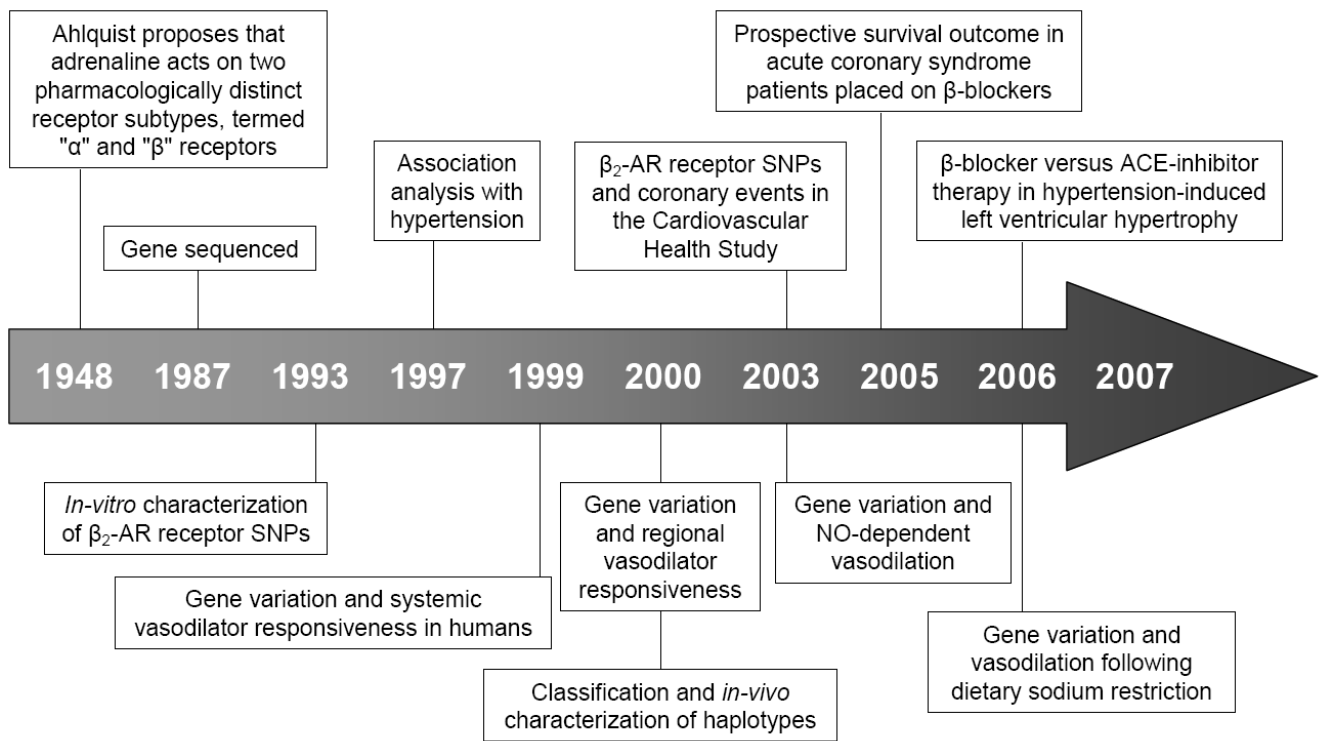 Ahlquist proposes that
adrenaline acts on two
pharmacologically distinct
receptor subtypes, termed
"α" and "β" receptors
Gene sequenced
Association
analysis with
hypertension
β₂-AR receptor SNPs
and coronary events in
the Cardiovascular
Health Study
Prospective survival outcome in
acute coronary syndrome
patients placed on β-blockers
β-blocker versus ACE-inhibitor
therapy in hypertension-induced
left ventricular hypertrophy
1948 1987 1993 1997 1999 2000 2003 2005 2006 2007
In-vitro characterization
of β₂-AR receptor SNPs
Gene variation and systemic
vasodilator responsiveness in humans
Gene variation
and regional
vasodilator
responsiveness
Classification and in-vivo
characterization of haplotypes
Gene variation and
NO-dependent
vasodilation
Gene variation and
vasodilation following
dietary sodium restriction